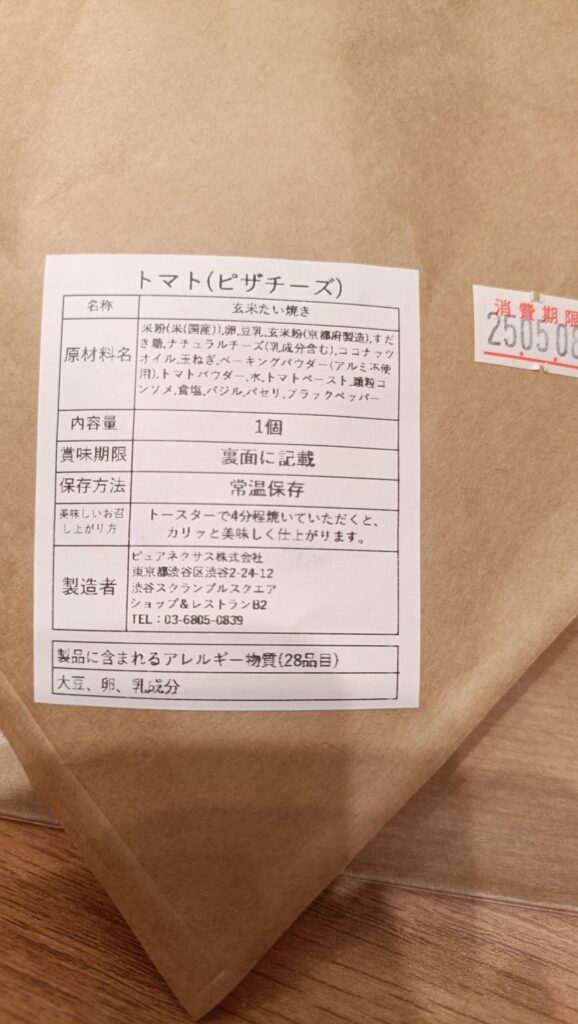 トマト(ピザチーズ)
名称 玄米たい焼き
原材料名
米粉(米(国産)),卵,豆乳,玄米粉(京都府製造),すだ
き糖,ナチュラルチーズ(乳成分含む),ココナッツ
オイル,玉ねぎ,ベーキングパウダー(アルミ不使
用),トマトパウダー,水,トマトペースト,顆粒コ
ンソメ,食塩,バジル,パセリ,ブラックペッパー
内容量 1個
賞味期限 裏面に記載
保存方法 常温保存
美味しいお召
し上がり方
トースターで4分程焼いていただくと、
カリッと美味しく仕上がります。
製造者
ピュアネクサス株式会社
東京都渋谷区渋谷2-24-12
渋谷スクランブルスクエア
ショップ&レストランB2
TEL:03-6805-0839
製品に含まれるアレルギー物質(28品目)
大豆、卵、乳成分
消費期限
25.05.08